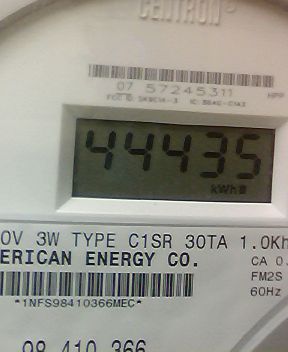 CENTRON
07 57245311
44435
kWh
0V 3W TYPE C1SR 30TA 1.0Kh
ERICAN ENERGY CO.
CA 0.
FM2S
60Hz
*1NFS98410366MEC*
98 410 366